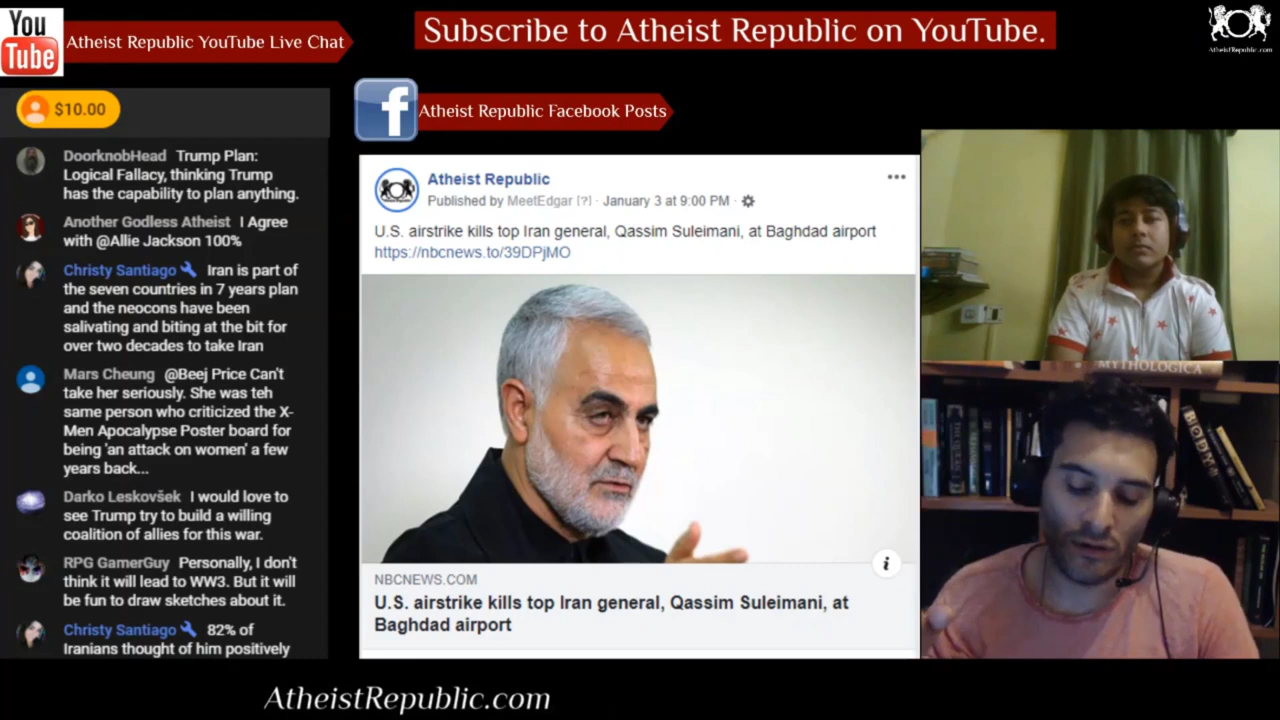 You
Tube
Atheist Republic YouTube Live Chat
Subscribe to Atheist Republic on YouTube.
AtheistRepublic.com
$10.00
DoorknobHead Trump Plan:
Logical Fallacy, thinking Trump
has the capability to plan anything.
Another Godless Atheist I Agree
with @Allie Jackson 100%
Christy Santiago Iran is part of
the seven countries in 7 years plan
and the neocons have been
salivating and biting at the bit for
over two decades to take Iran
Mars Cheung @Beej Price Can't
take her seriously. She was teh
same person who criticized the X-
Men Apocalypse Poster board for
being 'an attack on women' a few
years back...
Darko Leskovšek I would love to
see Trump try to build a willing
coalition of allies for this war.
RPG GamerGuy Personally, I don't
think it will lead to WW3. But it will
be fun to draw sketches about it.
Christy Santiago 82% of
Iranians thought of him positively
f
Atheist Republic Facebook Posts
Atheist Republic
Published by MeetEdgar [?] · January 3 at 9:00 PM ·
U.S. airstrike kills top Iran general, Qassim Suleimani, at Baghdad airport
https://nbcnews.to/39DPjMO
i
NBCNEWS.COM
U.S. airstrike kills top Iran general, Qassim Suleimani, at
Baghdad airport
MYTHOLOGICA
BODY
AtheistRepublic.com